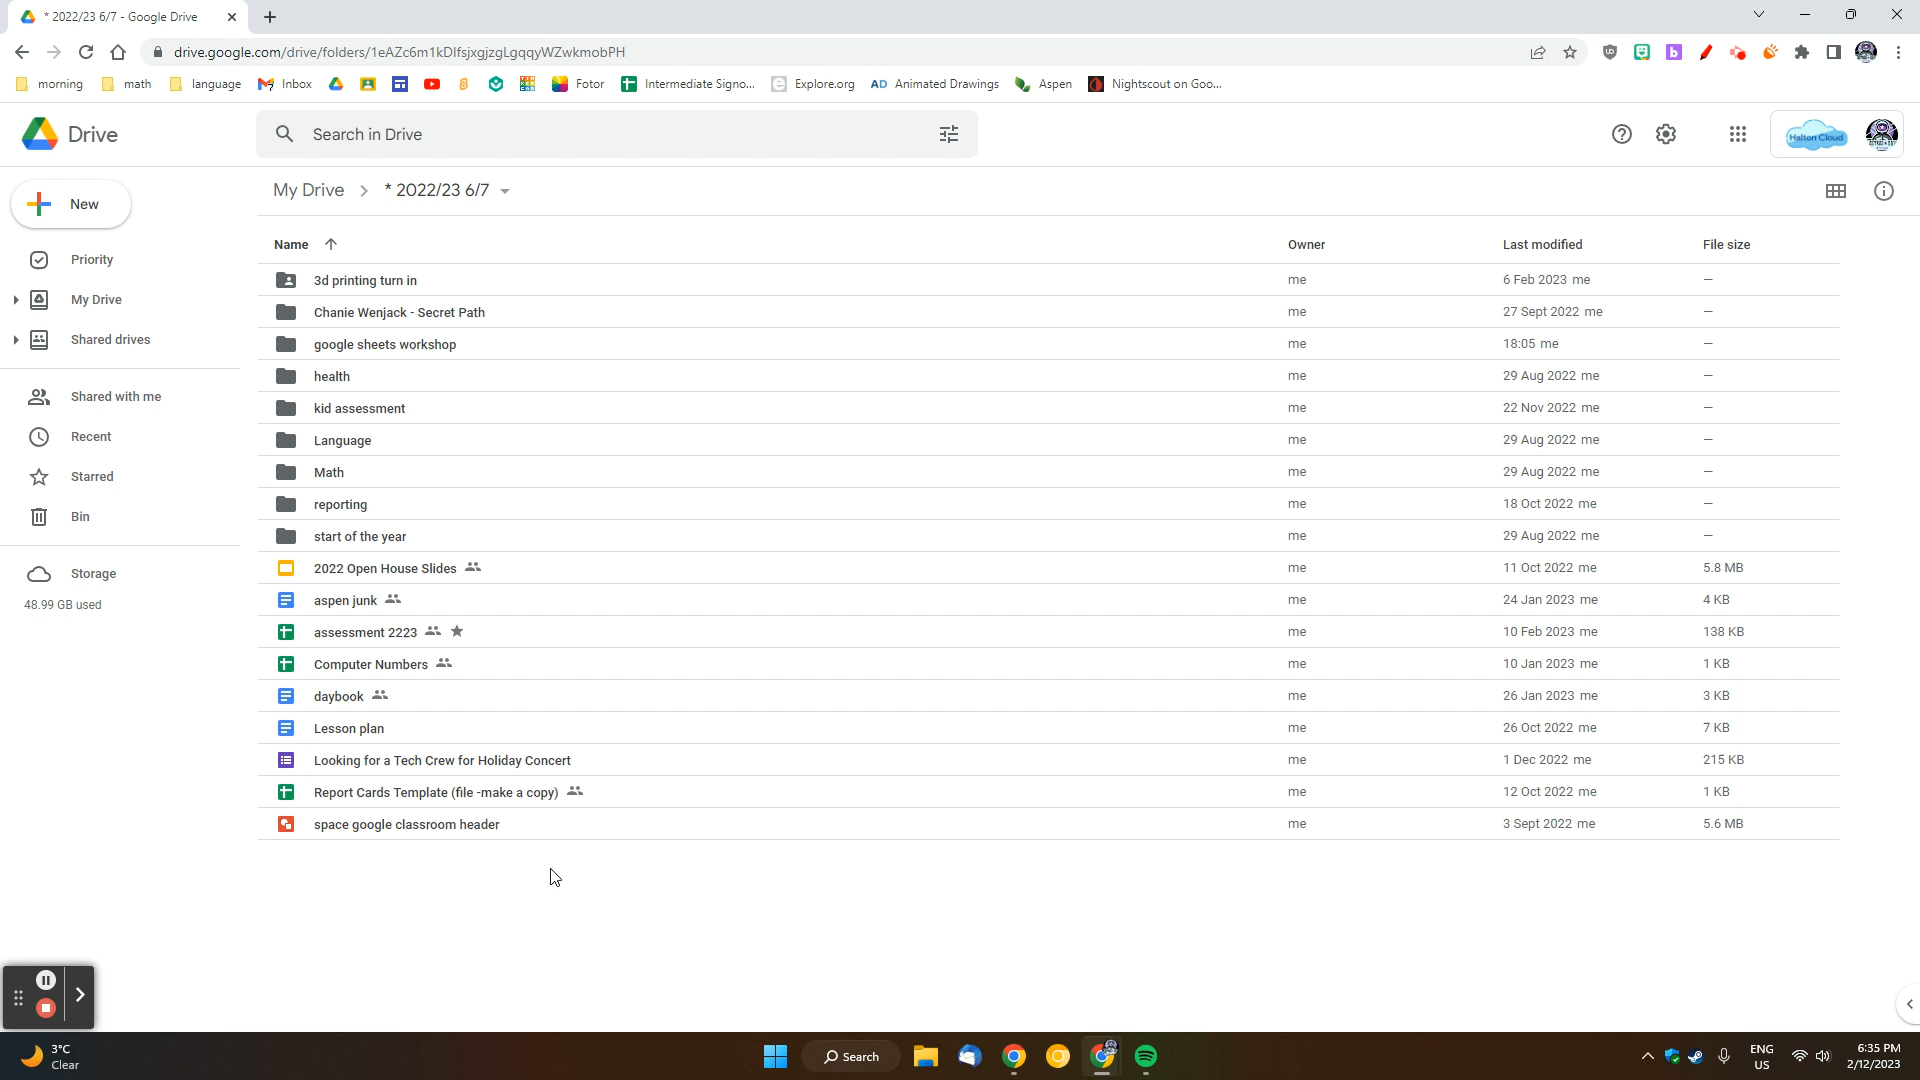 * 2022/23 6/7 - Google Drive
drive.google.com/drive/folders/1eAZc6m1kDlfsjxgjzgLgqqyWZwkmobPH
morning math language Inbox Fotor Intermediate Signo... Explore.org AD Animated Drawings Aspen Nightscout on Goo...
Drive Search in Drive Halton Cloud
My Drive > * 2022/23 6/7
New
Priority
My Drive
Shared drives
Shared with me
Recent
Starred
Bin
Storage
48.99 GB used
Name Owner Last modified File size
3d printing turn in me 6 Feb 2023 me –
Chanie Wenjack - Secret Path me 27 Sept 2022 me –
google sheets workshop me 18:05 me –
health me 29 Aug 2022 me –
kid assessment me 22 Nov 2022 me –
Language me 29 Aug 2022 me –
Math me 29 Aug 2022 me –
reporting me 18 Oct 2022 me –
start of the year me 29 Aug 2022 me –
2022 Open House Slides me 11 Oct 2022 me 5.8 MB
aspen junk me 24 Jan 2023 me 4 KB
assessment 2223 me 10 Feb 2023 me 138 KB
Computer Numbers me 10 Jan 2023 me 1 KB
daybook me 26 Jan 2023 me 3 KB
Lesson plan me 26 Oct 2022 me 7 KB
Looking for a Tech Crew for Holiday Concert me 1 Dec 2022 me 215 KB
Report Cards Template (file -make a copy) me 12 Oct 2022 me 1 KB
space google classroom header me 3 Sept 2022 me 5.6 MB
3°C
Clear
Search
ENG
US
6:35 PM
2/12/2023